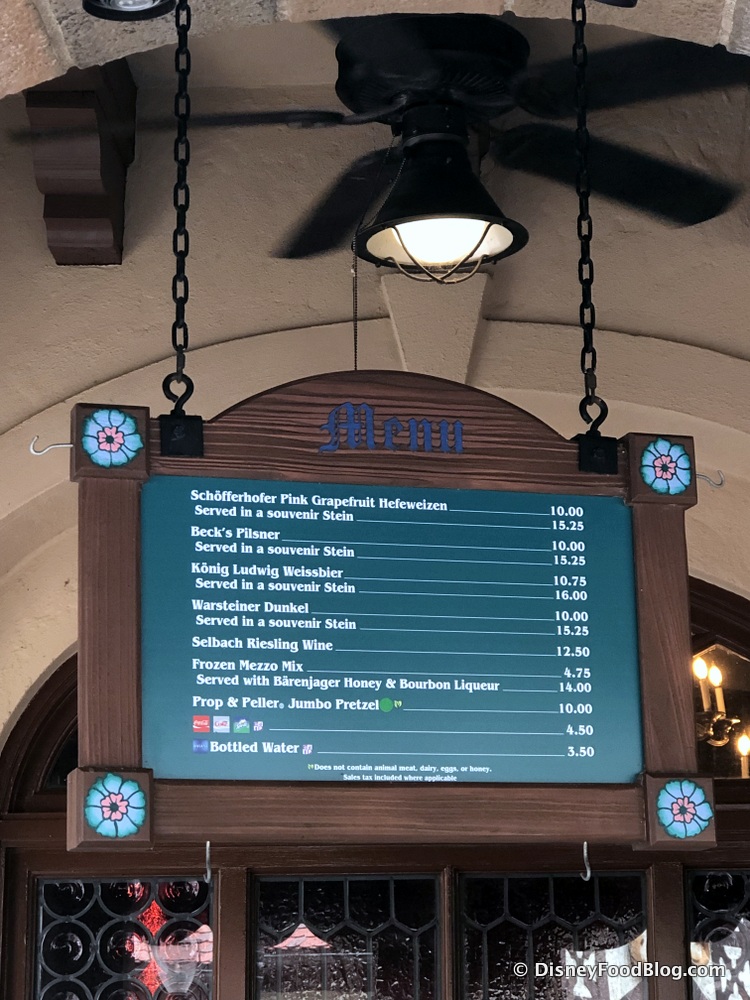 Menu
Schöfferhofer Pink Grapefruit Hefeweizen 10.00
Served in a souvenir Stein 15.25
Beck's Pilsner 10.00
Served in a souvenir Stein 15.25
König Ludwig Weissbier 10.75
Served in a souvenir Stein 16.00
Warsteiner Dunkel 10.00
Served in a souvenir Stein 15.25
Selbach Riesling Wine 12.50
Frozen Mezzo Mix 4.75
Served with Bärenjager Honey & Bourbon Liqueur 14.00
Prop & Peller® Jumbo Pretzel 10.00
4.50
Bottled Water 3.50
Does not contain animal meat, dairy, eggs, or honey.
Sales tax included where applicable
© DisneyFoodBlog.com